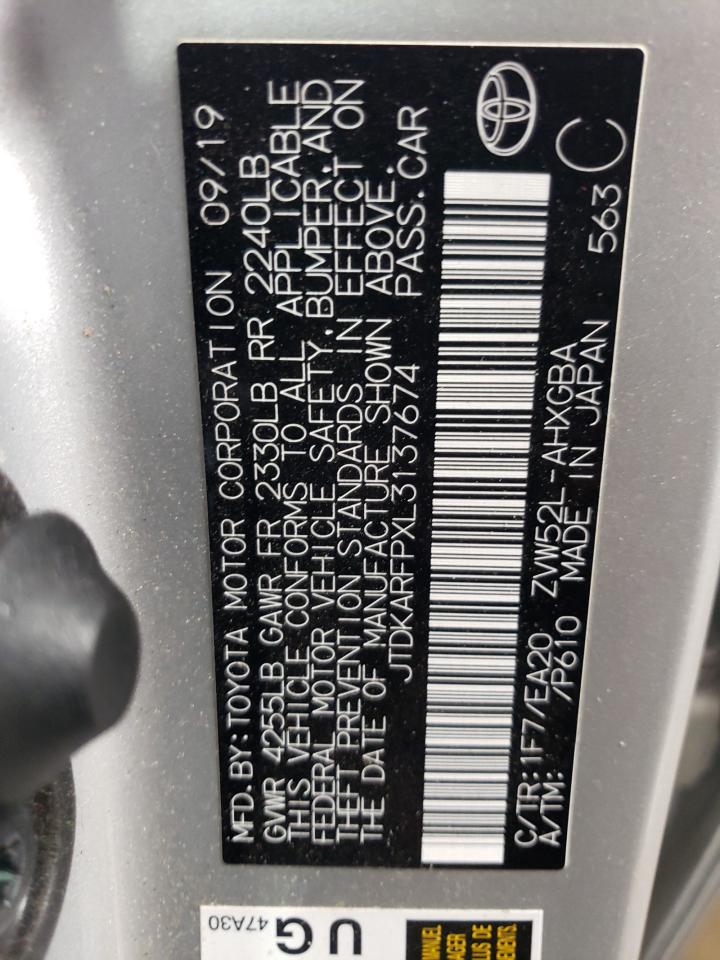 MFD.BY:TOYOTA MOTOR CORPORATION 09/19
GVWR 4255LB GAWR FR 2330LB RR 2240LB
THIS VEHICLE CONFORMS TO ALL APPLICABLE
FEDERAL MOTOR VEHICLE SAFETY,BUMPER,AND
THEFT PREVENTION STANDARDS IN EFFECT ON
THE DATE OF MANUFACTURE SHOWN ABOVE.
JTDKARFPXL3137674 PASS.CAR
C/TR:1F7/EA20 ZVW52L-AHXGBA
A/TM: /P610 MADE IN JAPAN
563 C
UG
47A30